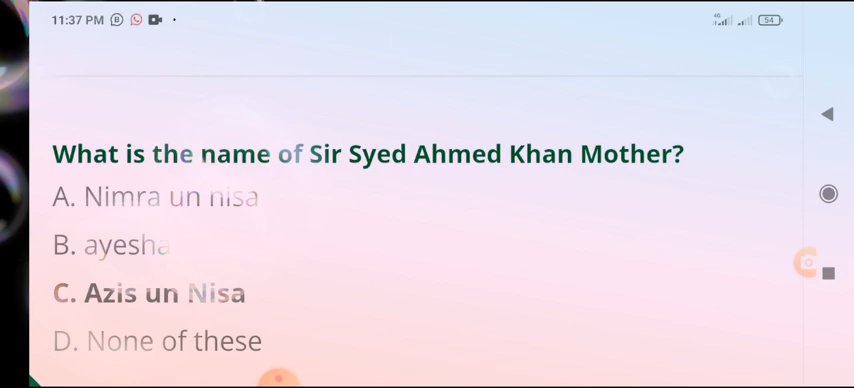 11:37 PM
4G
54
What is the name of Sir Syed Ahmed Khan Mother?
A. Nimra un nisa
B. ayesha
C. Azis un Nisa
D. None of these